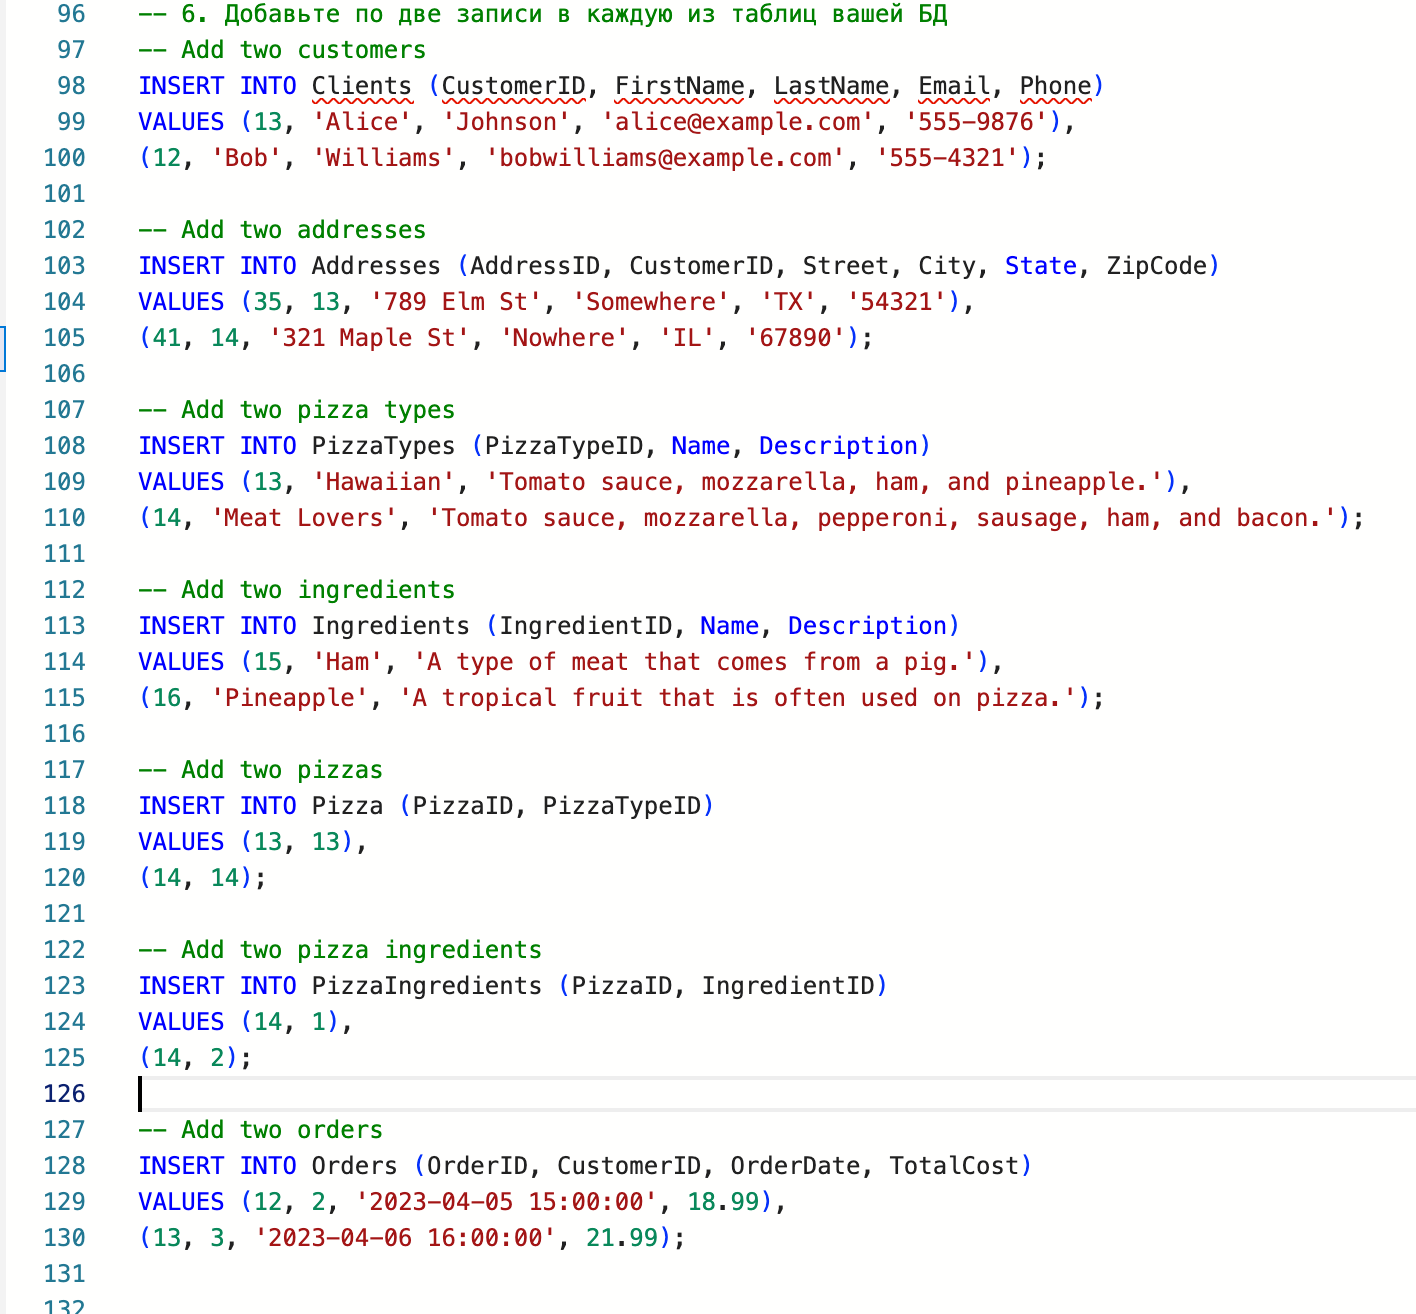 96 -- 6. Добавьте по две записи в каждую из таблиц вашей БД
97 -- Add two customers
98 INSERT INTO Clients (CustomerID, FirstName, LastName, Email, Phone)
99 VALUES (13, 'Alice', 'Johnson', 'alice@example.com', '555-9876'),
100 (12, 'Bob', 'Williams', 'bobwilliams@example.com', '555-4321');
101
102 -- Add two addresses
103 INSERT INTO Addresses (AddressID, CustomerID, Street, City, State, ZipCode)
104 VALUES (35, 13, '789 Elm St', 'Somewhere', 'TX', '54321'),
105 (41, 14, '321 Maple St', 'Nowhere', 'IL', '67890');
106
107 -- Add two pizza types
108 INSERT INTO PizzaTypes (PizzaTypeID, Name, Description)
109 VALUES (13, 'Hawaiian', 'Tomato sauce, mozzarella, ham, and pineapple.'),
110 (14, 'Meat Lovers', 'Tomato sauce, mozzarella, pepperoni, sausage, ham, and bacon.');
111
112 -- Add two ingredients
113 INSERT INTO Ingredients (IngredientID, Name, Description)
114 VALUES (15, 'Ham', 'A type of meat that comes from a pig.'),
115 (16, 'Pineapple', 'A tropical fruit that is often used on pizza.');
116
117 -- Add two pizzas
118 INSERT INTO Pizza (PizzaID, PizzaTypeID)
119 VALUES (13, 13),
120 (14, 14);
121
122 -- Add two pizza ingredients
123 INSERT INTO PizzaIngredients (PizzaID, IngredientID)
124 VALUES (14, 1),
125 (14, 2);
126
127 -- Add two orders
128 INSERT INTO Orders (OrderID, CustomerID, OrderDate, TotalCost)
129 VALUES (12, 2, '2023-04-05 15:00:00', 18.99),
130 (13, 3, '2023-04-06 16:00:00', 21.99);
131
132